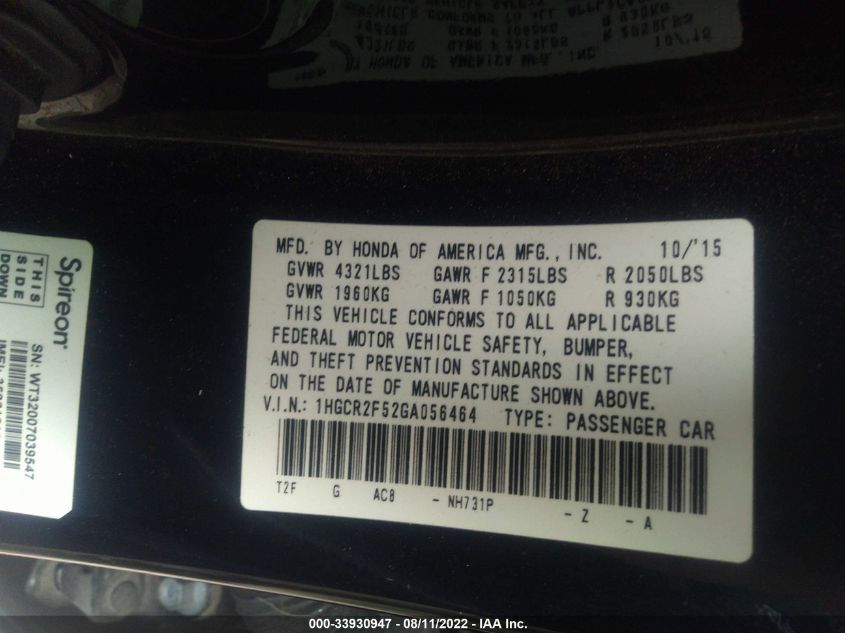 MFD. BY HONDA OF AMERICA MFG., INC. 10/'15
GVWR 4321LBS GAWR F 2315LBS R 2050LBS
GVWR 1960KG GAWR F 1050KG R 930KG
THIS VEHICLE CONFORMS TO ALL APPLICABLE
FEDERAL MOTOR VEHICLE SAFETY, BUMPER,
AND THEFT PREVENTION STANDARDS IN EFFECT
ON THE DATE OF MANUFACTURE SHOWN ABOVE.
V.I.N.: 1HGCR2F52GA056464 TYPE: PASSENGER CAR
T2F G AC8 - NH731P - Z - A
Spireon
THIS
SIDE
DOWN
SN: WT32007039547
000-33930947 - 08/11/2022 - IAA Inc.